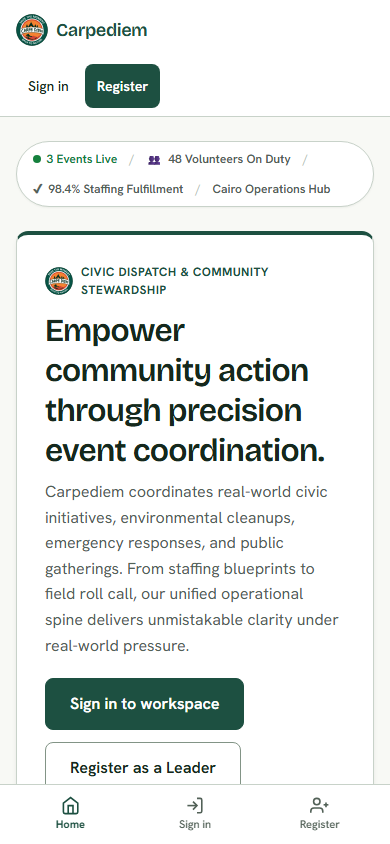 Carpediem
Sign in
Register
3 Events Live / 48 Volunteers On Duty /
✓ 98.4% Staffing Fulfillment / Cairo Operations Hub
CIVIC DISPATCH & COMMUNITY
STEWARDSHIP
Empower
community action
through precision
event coordination.
Carpediem coordinates real-world civic
initiatives, environmental cleanups,
emergency responses, and public
gatherings. From staffing blueprints to
field roll call, our unified operational
spine delivers unmistakable clarity under
real-world pressure.
Sign in to workspace
Register as a Leader
Home
Sign in
Register